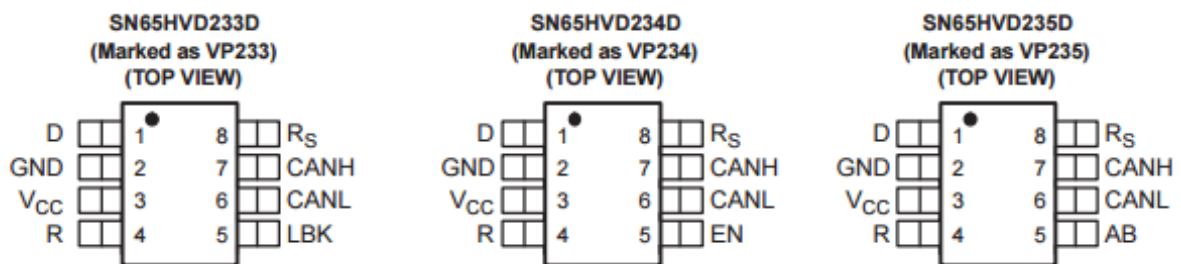 SN65HVD233D
(Marked as VP233)
(TOP VIEW)
D 1 8 RS
GND 2 7 CANH
VCC 3 6 CANL
R 4 5 LBK
SN65HVD234D
(Marked as VP234)
(TOP VIEW)
D 1 8 RS
GND 2 7 CANH
VCC 3 6 CANL
R 4 5 EN
SN65HVD235D
(Marked as VP235)
(TOP VIEW)
D 1 8 RS
GND 2 7 CANH
VCC 3 6 CANL
R 4 5 AB